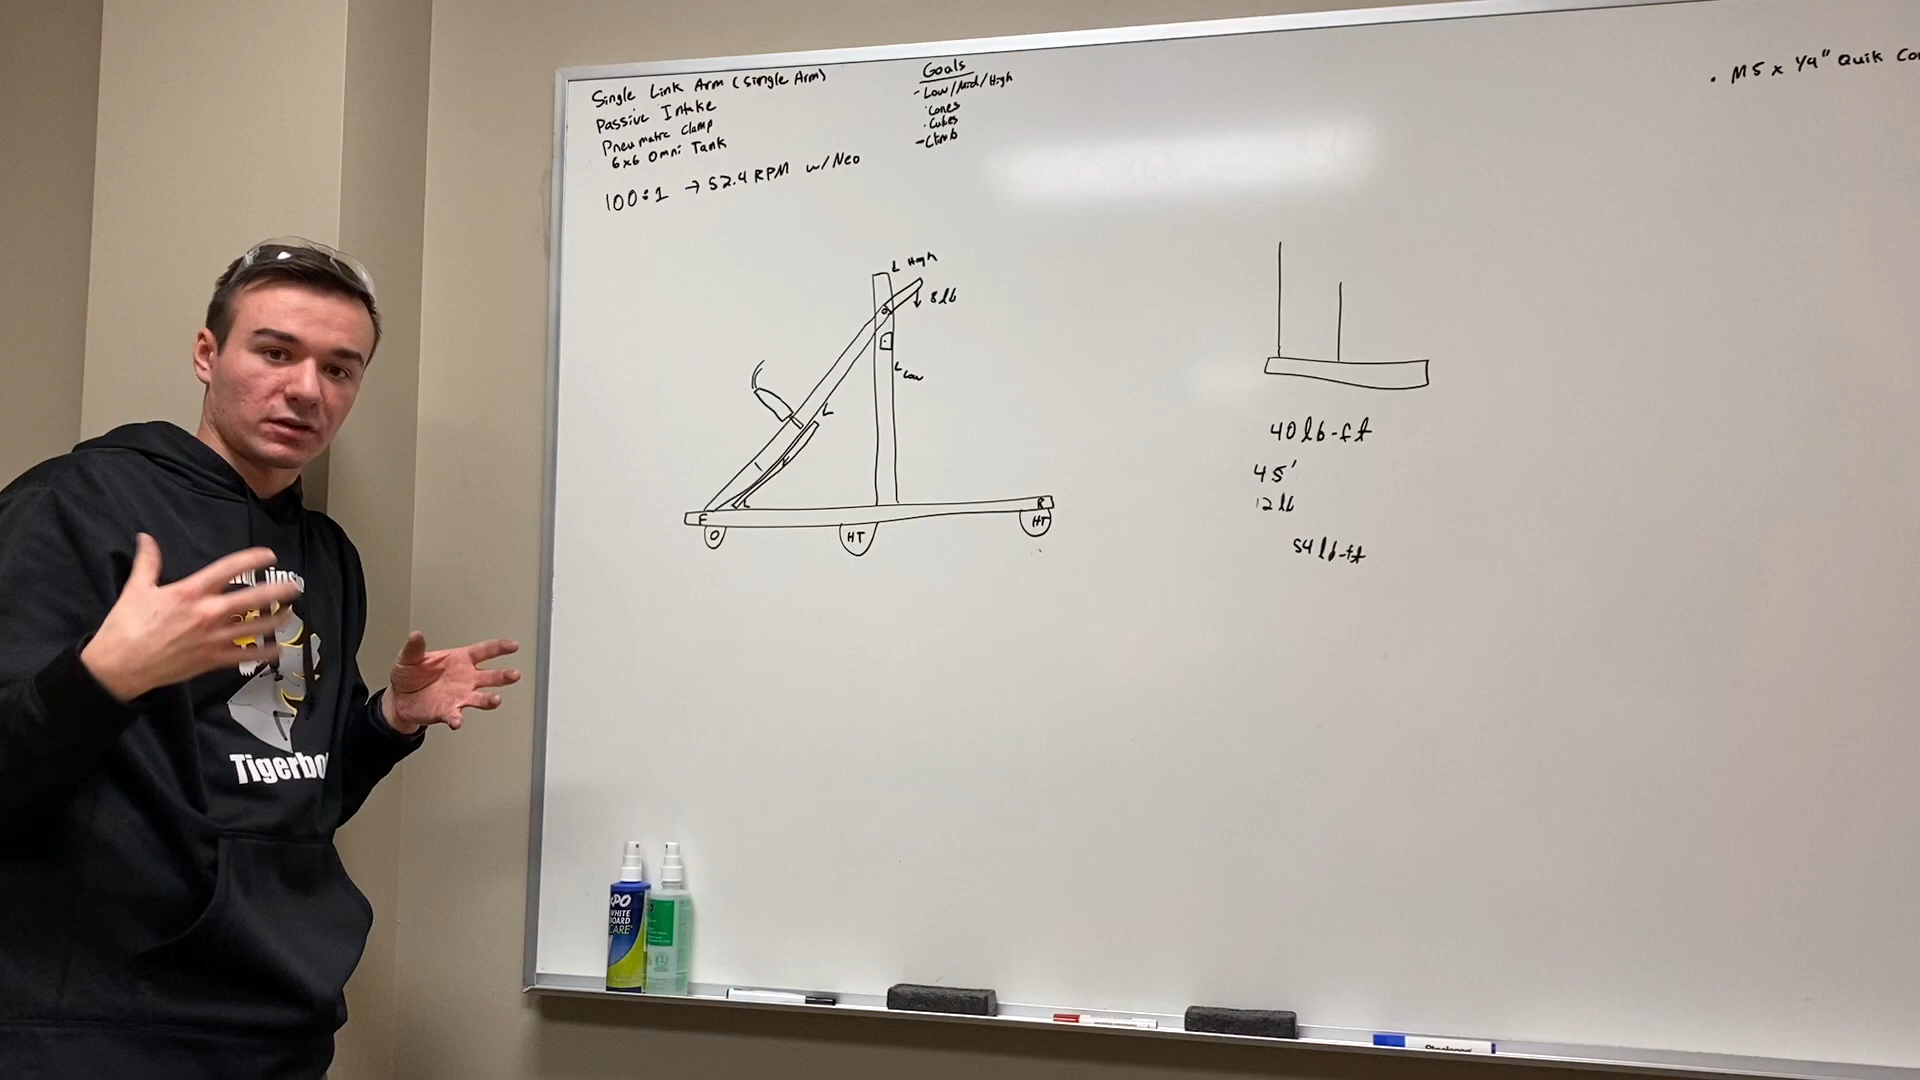 Single Link Arm (Single Arm)
Passive Intake
Pneumatic Clamp
6x6 Omni Tank
100:1 → 52.4 RPM w/ Neo
Goals
- Low/Mid/High
· Cones
· Cubes
- Climb
• M5 x 1/4" Quik Co
L High
8 lb
L Low
L
F
R
O
HT
HT
40 lb-ft
45'
12 lb
54 lb-ft
Tigerbo
WHITE
BOARD
CARE